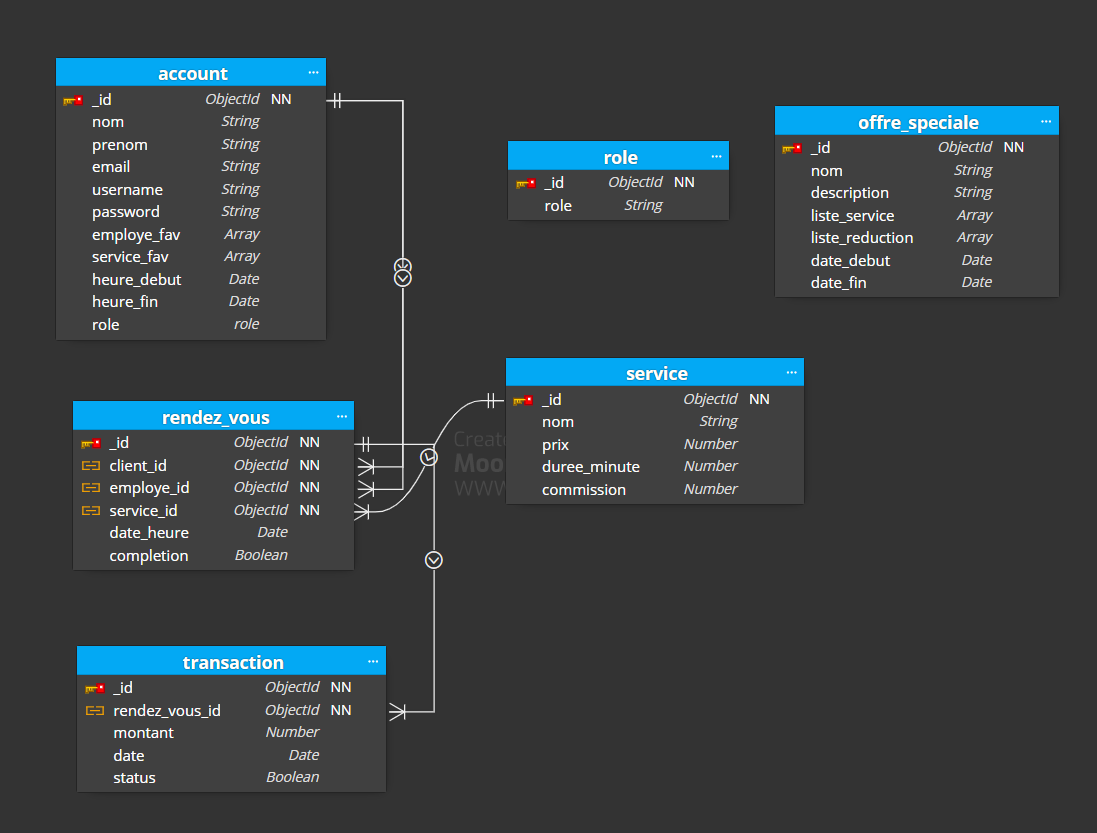 account ...
_id ObjectId NN
nom String
prenom String
email String
username String
password String
employe_fav Array
service_fav Array
heure_debut Date
heure_fin Date
role role
role ...
_id ObjectId NN
role String
offre_speciale ...
_id ObjectId NN
nom String
description String
liste_service Array
liste_reduction Array
date_debut Date
date_fin Date
rendez_vous ...
_id ObjectId NN
client_id ObjectId NN
employe_id ObjectId NN
service_id ObjectId NN
date_heure Date
completion Boolean
service ...
_id ObjectId NN
nom String
prix Number
duree_minute Number
commission Number
transaction ...
_id ObjectId NN
rendez_vous_id ObjectId NN
montant Number
date Date
status Boolean